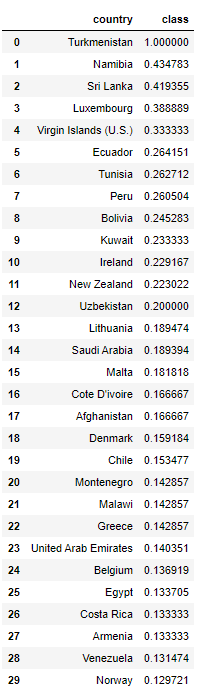 country class
0 Turkmenistan 1.000000
1 Namibia 0.434783
2 Sri Lanka 0.419355
3 Luxembourg 0.388889
4 Virgin Islands (U.S.) 0.333333
5 Ecuador 0.264151
6 Tunisia 0.262712
7 Peru 0.260504
8 Bolivia 0.245283
9 Kuwait 0.233333
10 Ireland 0.229167
11 New Zealand 0.223022
12 Uzbekistan 0.200000
13 Lithuania 0.189474
14 Saudi Arabia 0.189394
15 Malta 0.181818
16 Cote D'ivoire 0.166667
17 Afghanistan 0.166667
18 Denmark 0.159184
19 Chile 0.153477
20 Montenegro 0.142857
21 Malawi 0.142857
22 Greece 0.142857
23 United Arab Emirates 0.140351
24 Belgium 0.136919
25 Egypt 0.133705
26 Costa Rica 0.133333
27 Armenia 0.133333
28 Venezuela 0.131474
29 Norway 0.129721